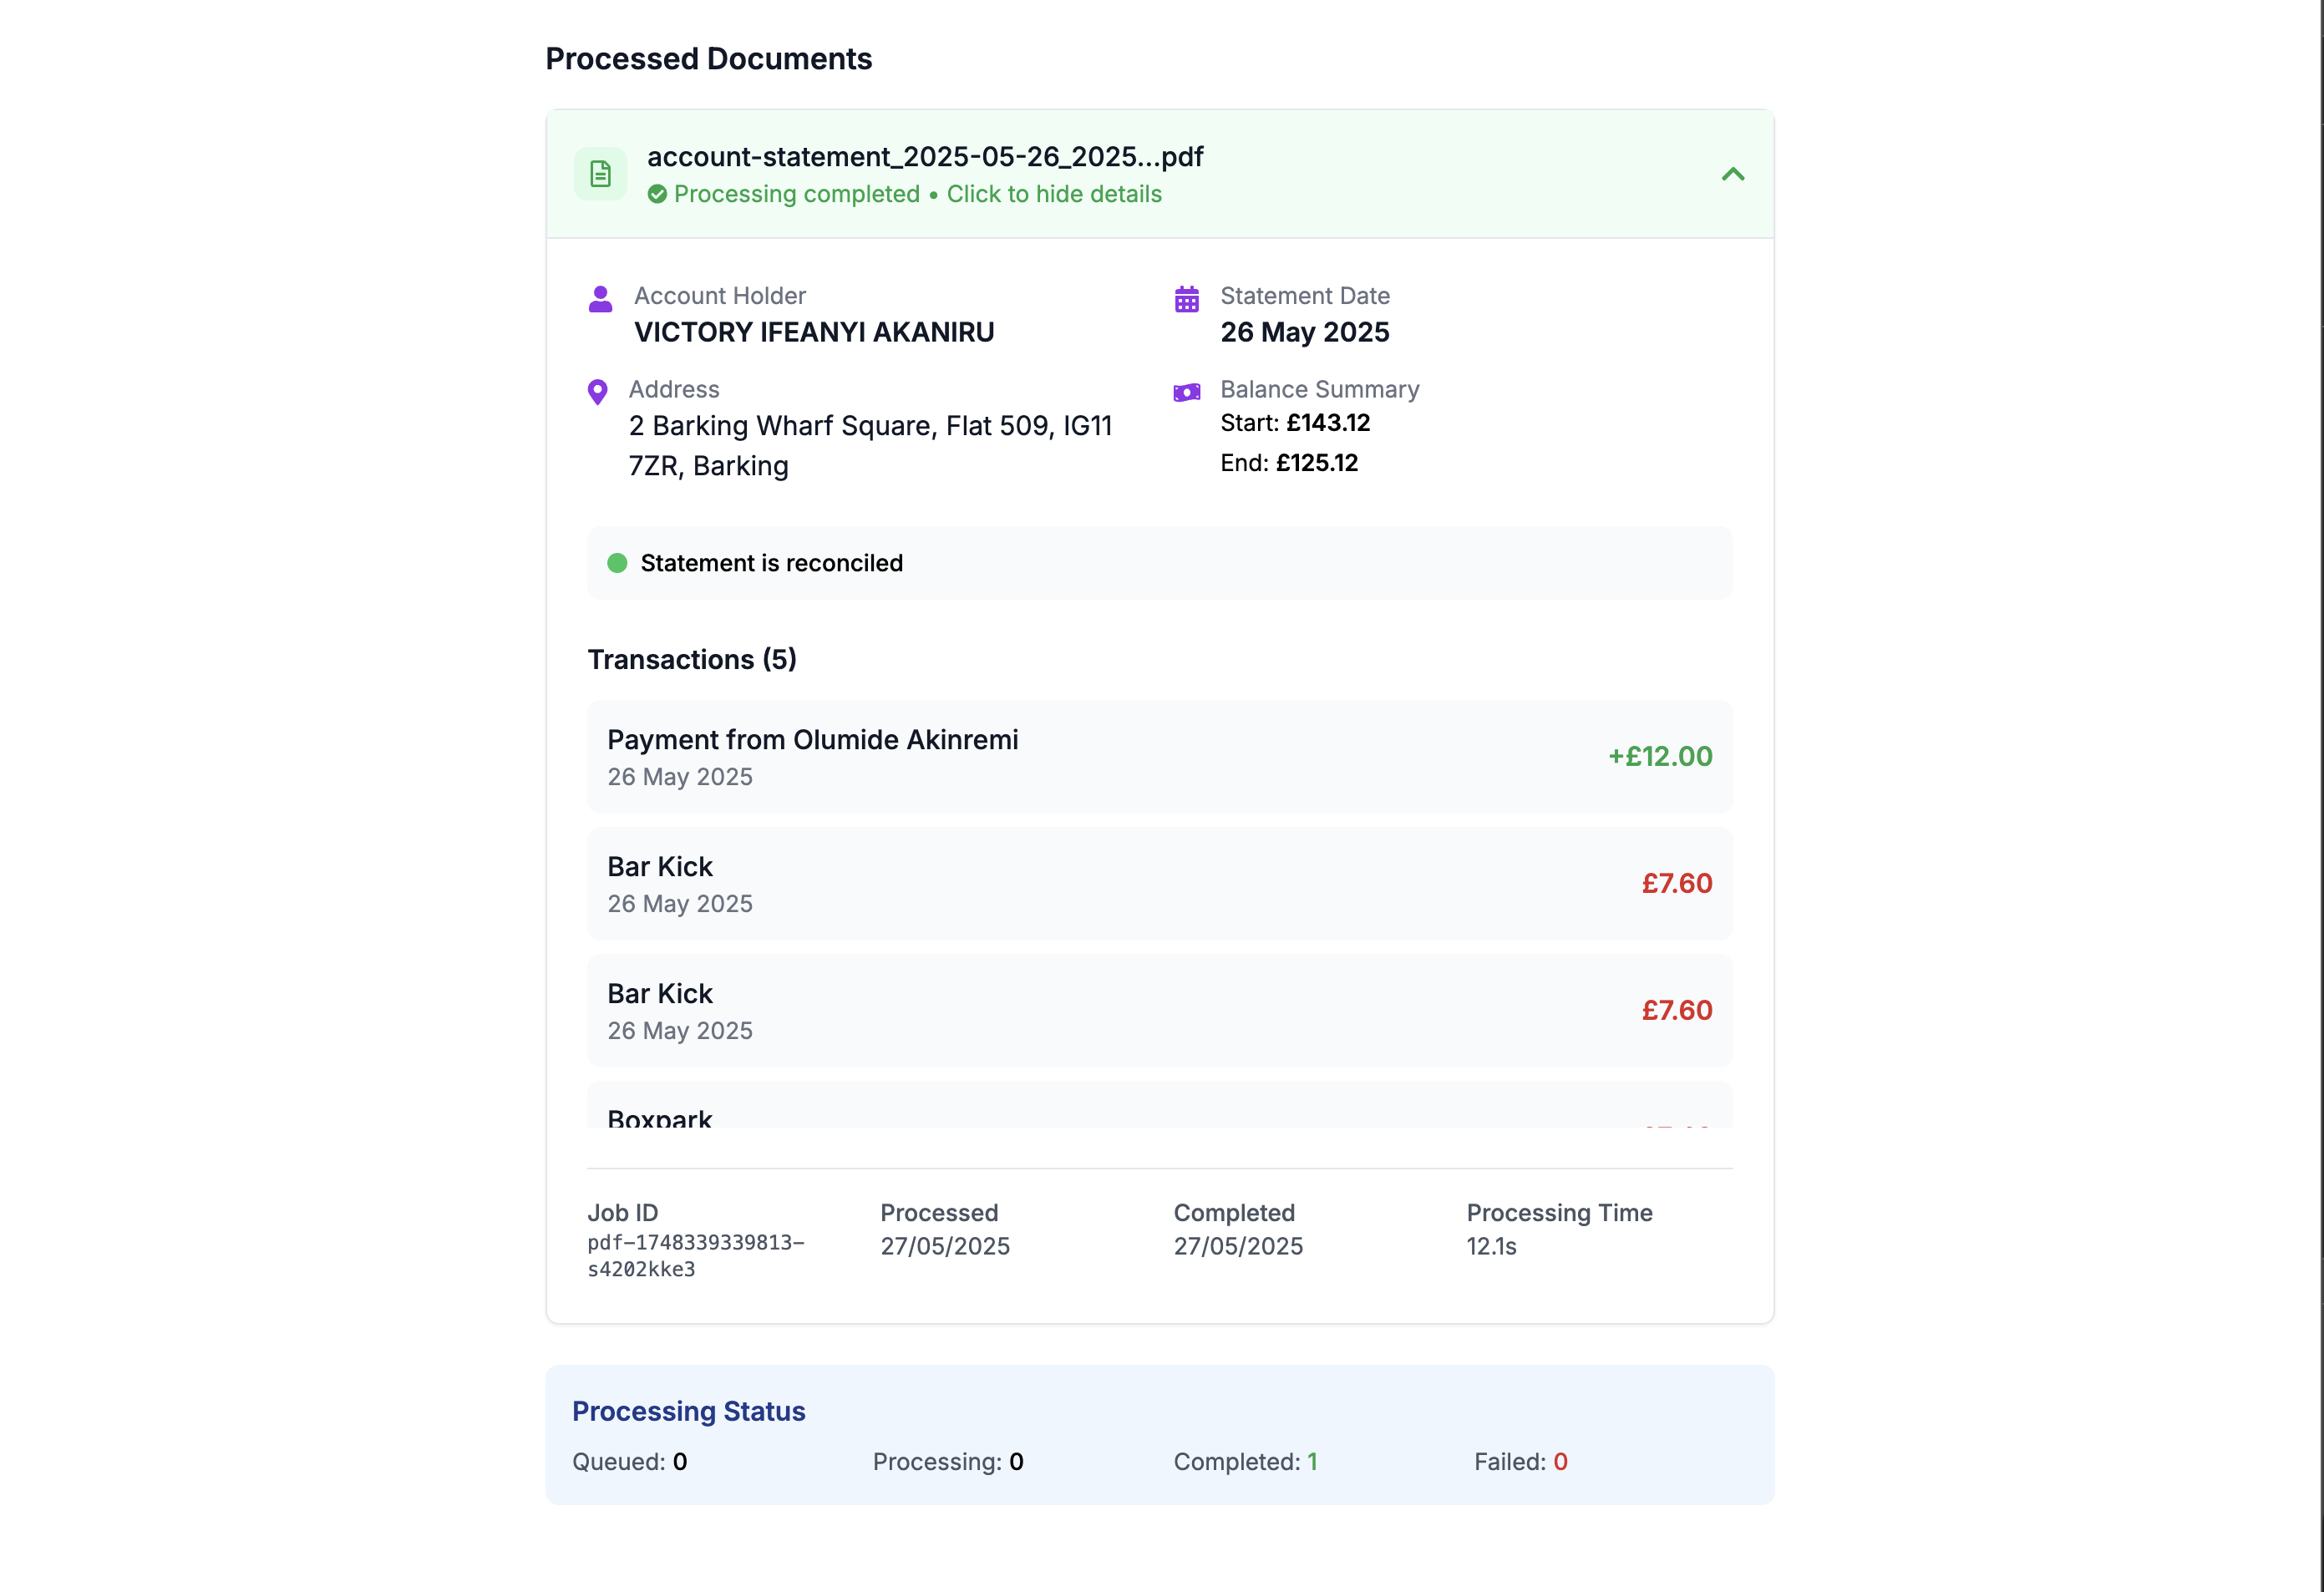 Processed Documents
account-statement_2025-05-26_2025...pdf
Processing completed • Click to hide details
Account Holder
VICTORY IFEANYI AKANIRU
Statement Date
26 May 2025
Address
2 Barking Wharf Square, Flat 509, IG11
7ZR, Barking
Balance Summary
Start: £143.12
End: £125.12
Statement is reconciled
Transactions (5)
Payment from Olumide Akinremi
26 May 2025
+£12.00
Bar Kick
26 May 2025
£7.60
Bar Kick
26 May 2025
£7.60
Boxpark
Job ID
pdf-1748339339813-
s4202kke3
Processed
27/05/2025
Completed
27/05/2025
Processing Time
12.1s
Processing Status
Queued: 0
Processing: 0
Completed: 1
Failed: 0